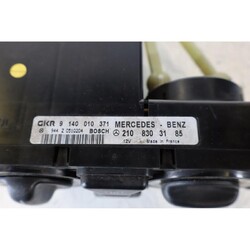 GKR 9 140 010 371 MERCEDES - BENZ
BOSCH 210 830 31 85
12V Made in France